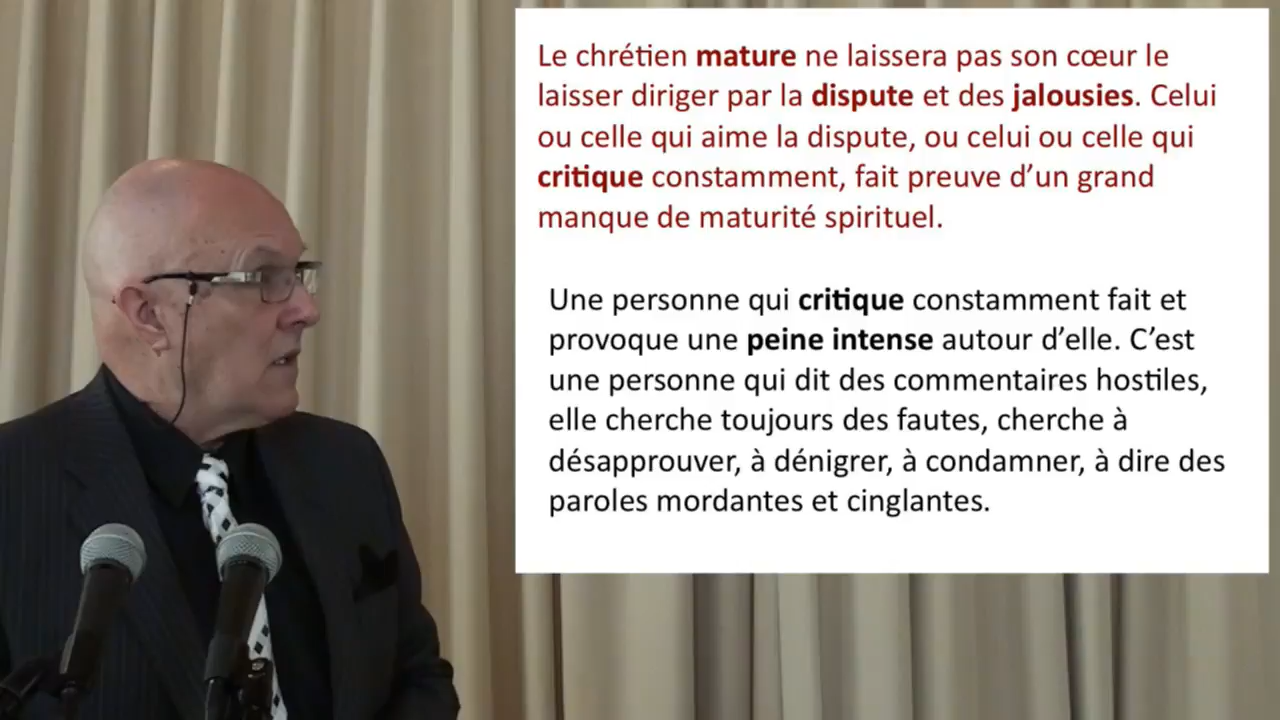 Le chrétien mature ne laissera pas son cœur le
laisser diriger par la dispute et des jalousies. Celui
ou celle qui aime la dispute, ou celui ou celle qui
critique constamment, fait preuve d’un grand
manque de maturité spirituel.
Une personne qui critique constamment fait et
provoque une peine intense autour d’elle. C’est
une personne qui dit des commentaires hostiles,
elle cherche toujours des fautes, cherche à
désapprouver, à dénigrer, à condamner, à dire des
paroles mordantes et cinglantes.